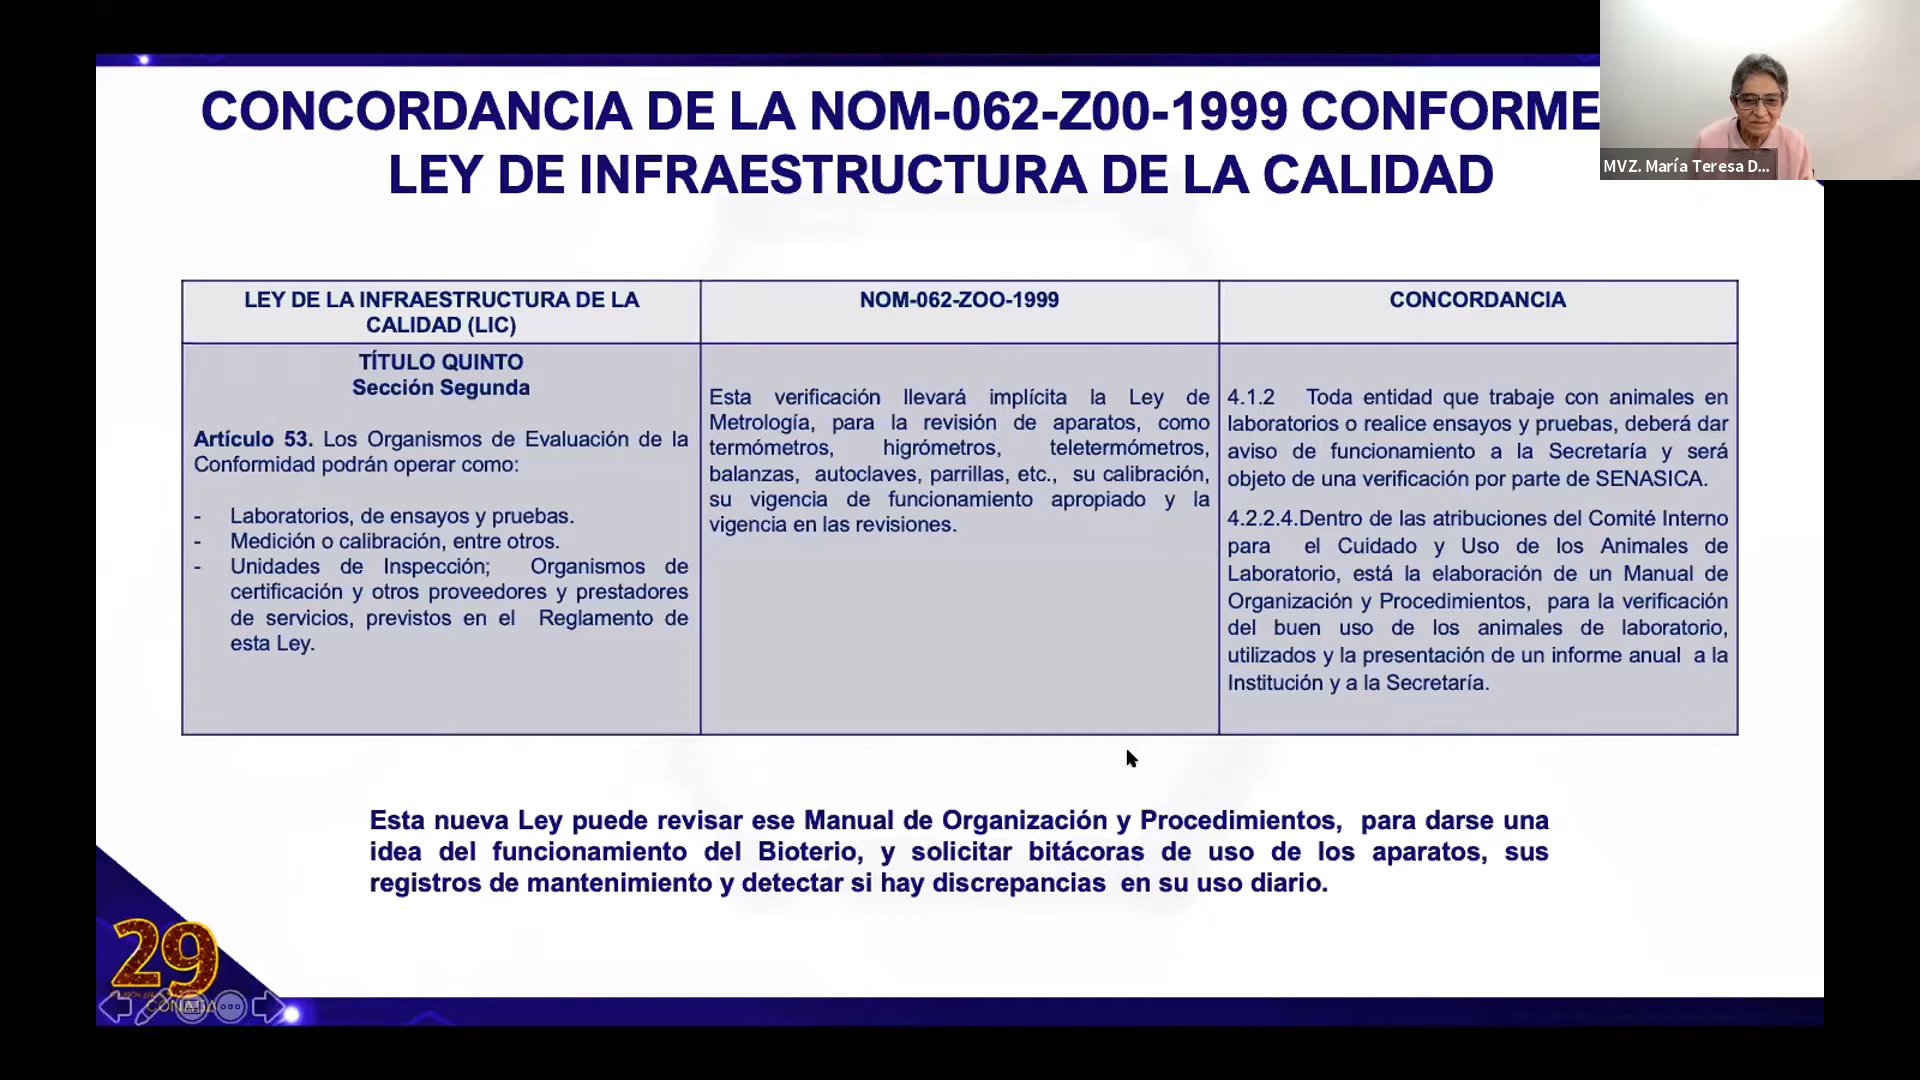 CONCORDANCIA DE LA NOM-062-Z00-1999 CONFORME
LEY DE INFRAESTRUCTURA DE LA CALIDAD
MVZ. María Teresa D...
LEY DE LA INFRAESTRUCTURA DE LA
CALIDAD (LIC)
NOM-062-ZOO-1999
CONCORDANCIA
TÍTULO QUINTO
Sección Segunda
Artículo 53. Los Organismos de Evaluación de la
Conformidad podrán operar como:
- Laboratorios, de ensayos y pruebas.
- Medición o calibración, entre otros.
- Unidades de Inspección; Organismos de
certificación y otros proveedores y prestadores
de servicios, previstos en el Reglamento de
esta Ley.
Esta verificación llevará implícita la Ley de
Metrología, para la revisión de aparatos, como
termómetros, higrómetros, teletermómetros,
balanzas, autoclaves, parrillas, etc., su calibración,
su vigencia de funcionamiento apropiado y la
vigencia en las revisiones.
4.1.2 Toda entidad que trabaje con animales en
laboratorios o realice ensayos y pruebas, deberá dar
aviso de funcionamiento a la Secretaría y será
objeto de una verificación por parte de SENASICA.
4.2.2.4.Dentro de las atribuciones del Comité Interno
para el Cuidado y Uso de los Animales de
Laboratorio, está la elaboración de un Manual de
Organización y Procedimientos, para la verificación
del buen uso de los animales de laboratorio,
utilizados y la presentación de un informe anual a la
Institución y a la Secretaría.
Esta nueva Ley puede revisar ese Manual de Organización y Procedimientos, para darse una
idea del funcionamiento del Bioterio, y solicitar bitácoras de uso de los aparatos, sus
registros de mantenimiento y detectar si hay discrepancias en su uso diario.
29
CONASA